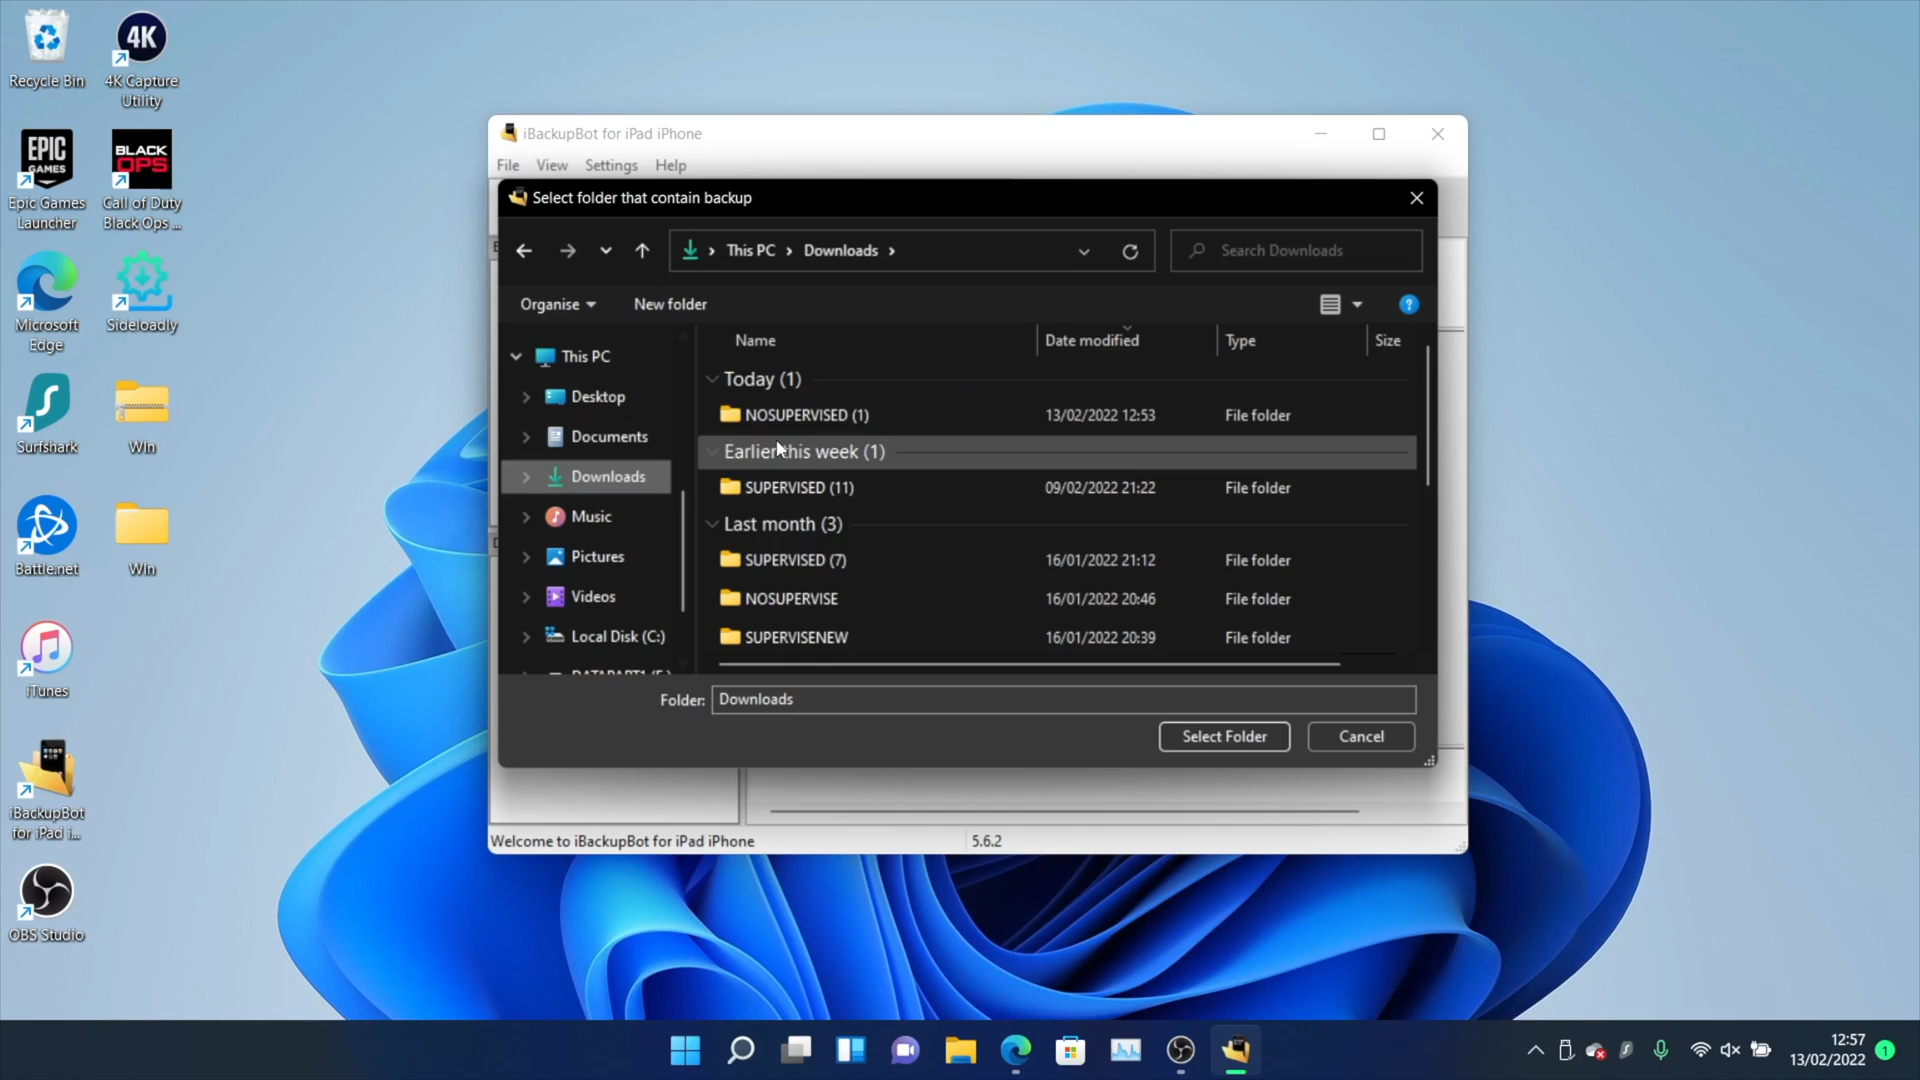 Recycle Bin
4K
4K Capture
Utility
EPIC
GAMES
Epic Games
Launcher
BLACK
OPS
Call of Duty
Black Ops ...
Microsoft
Edge
Sideloadly
Surfshark
Win
Battle.net
Win
iTunes
iBackupBot
for iPad i...
OBS Studio
iBackupBot for iPad iPhone
File View Settings Help
Select folder that contain backup
This PC Downloads
Search Downloads
Organise New folder
?
Name Date modified Type Size
This PC
Desktop
Documents
Downloads
Music
Pictures
Videos
Local Disk (C:)
Today (1)
NOSUPERVISED (1) 13/02/2022 12:53 File folder
Earlier this week (1)
SUPERVISED (11) 09/02/2022 21:22 File folder
Last month (3)
SUPERVISED (7) 16/01/2022 21:12 File folder
NOSUPERVISE 16/01/2022 20:46 File folder
SUPERVISENEW 16/01/2022 20:39 File folder
Folder: Downloads
Select Folder Cancel
Welcome to iBackupBot for iPad iPhone 5.6.2
12:57
13/02/2022
1